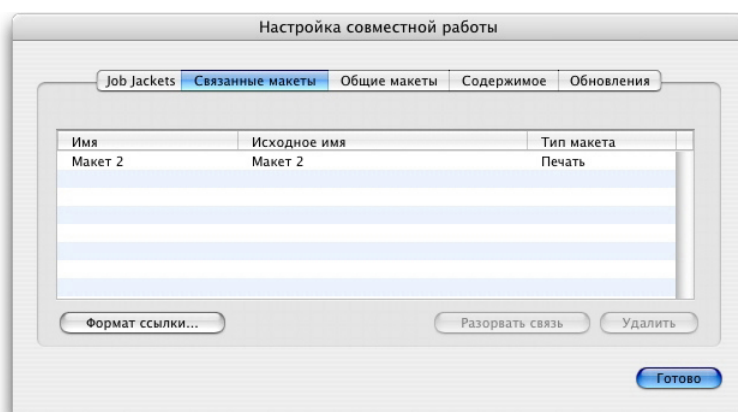 Настройка совместной работы
Job Jackets Связанные макеты Общие макеты Содержимое Обновления
Имя Исходное имя Тип макета
Макет 2 Макет 2 Печать
Формат ссылки... Разорвать связь Удалить
Готово